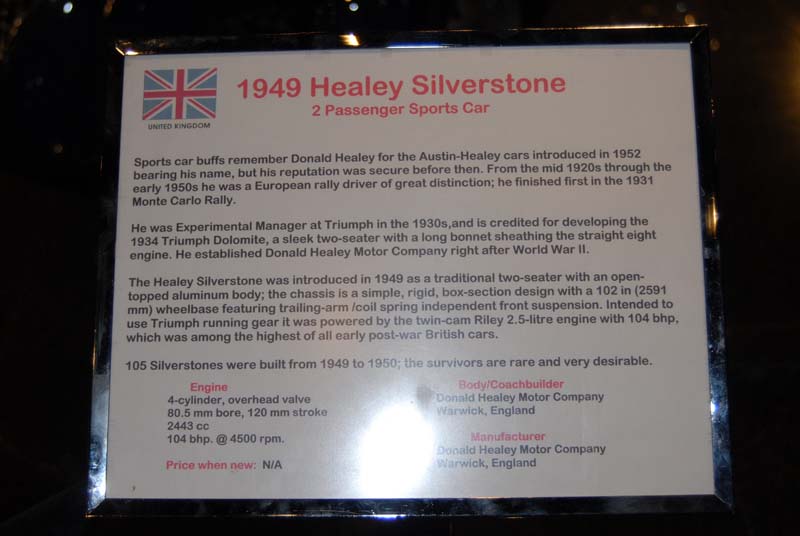 1949 Healey Silverstone
2 Passenger Sports Car
UNITED KINGDOM
Sports car buffs remember Donald Healey for the Austin-Healey cars introduced in 1952
bearing his name, but his reputation was secure before then. From the mid 1920s through the
early 1950s he was a European rally driver of great distinction; he finished first in the 1931
Monte Carlo Rally.
He was Experimental Manager at Triumph in the 1930s,and is credited for developing the
1934 Triumph Dolomite, a sleek two-seater with a long bonnet sheathing the straight eight
engine. He established Donald Healey Motor Company right after World War II.
The Healey Silverstone was introduced in 1949 as a traditional two-seater with an open-
topped aluminum body; the chassis is a simple, rigid, box-section design with a 102 in (2591
mm) wheelbase featuring trailing-arm /coil spring independent front suspension. Intended to
use Triumph running gear it was powered by the twin-cam Riley 2.5-litre engine with 104 bhp,
which was among the highest of all early post-war British cars.
105 Silverstones were built from 1949 to 1950; the survivors are rare and very desirable.
Engine
4-cylinder, overhead valve
80.5 mm bore, 120 mm stroke
2443 cc
104 bhp. @ 4500 rpm.
Price when new: N/A
Body/Coachbuilder
Donald Healey Motor Company
Warwick, England
Manufacturer
Donald Healey Motor Company
Warwick, England